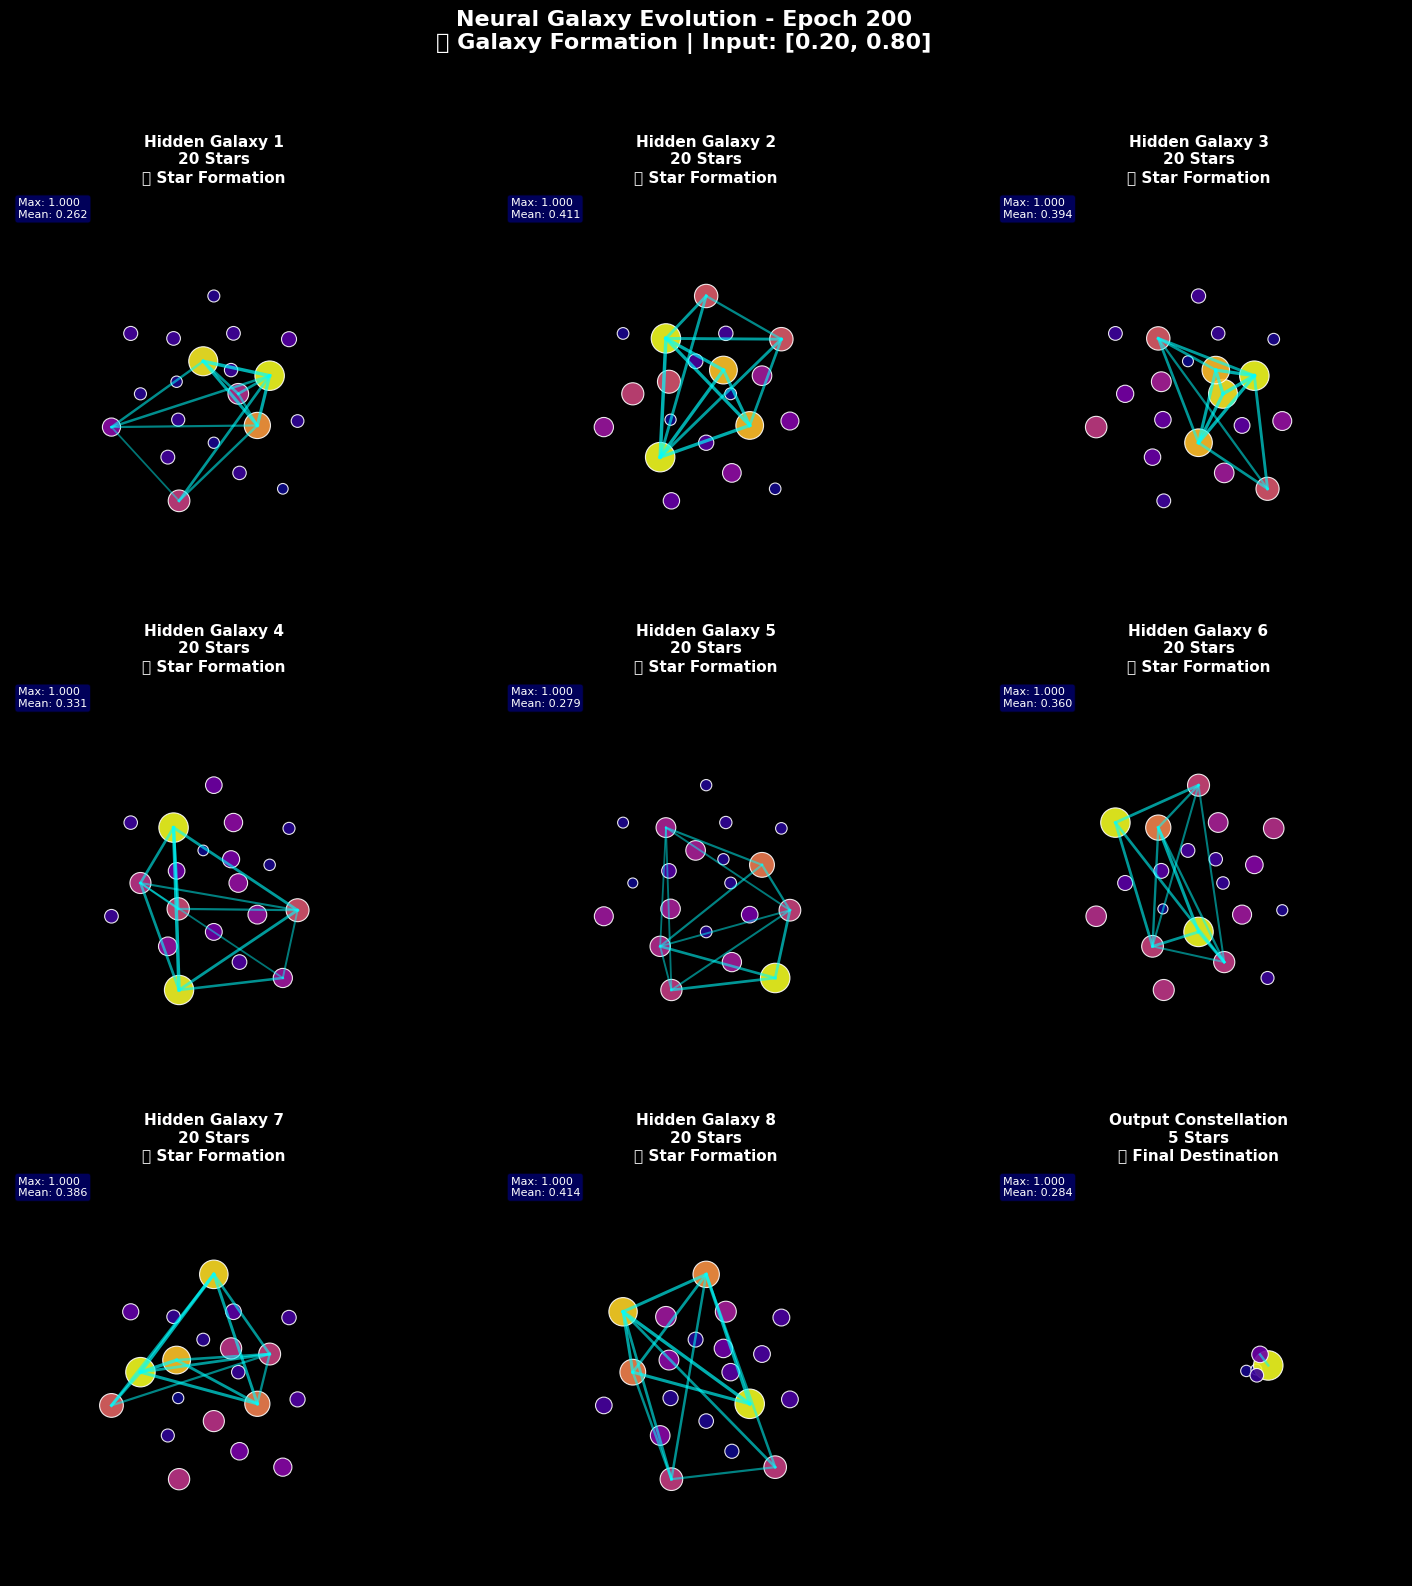 Neural Galaxy Evolution - Epoch 200
▯ Galaxy Formation | Input: [0.20, 0.80]
Hidden Galaxy 1
20 Stars
▯ Star Formation
Max: 1.000
Mean: 0.262
Hidden Galaxy 2
20 Stars
▯ Star Formation
Max: 1.000
Mean: 0.411
Hidden Galaxy 3
20 Stars
▯ Star Formation
Max: 1.000
Mean: 0.394
Hidden Galaxy 4
20 Stars
▯ Star Formation
Max: 1.000
Mean: 0.331
Hidden Galaxy 5
20 Stars
▯ Star Formation
Max: 1.000
Mean: 0.279
Hidden Galaxy 6
20 Stars
▯ Star Formation
Max: 1.000
Mean: 0.360
Hidden Galaxy 7
20 Stars
▯ Star Formation
Max: 1.000
Mean: 0.386
Hidden Galaxy 8
20 Stars
▯ Star Formation
Max: 1.000
Mean: 0.414
Output Constellation
5 Stars
▯ Final Destination
Max: 1.000
Mean: 0.284